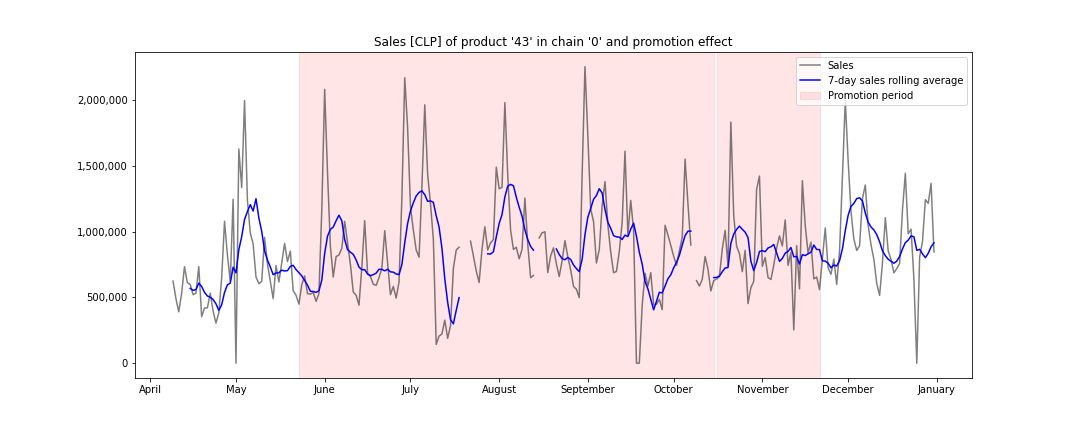 Sales [CLP] of product '43' in chain '0' and promotion effect
Sales
7-day sales rolling average
Promotion period
2,000,000
1,500,000
1,000,000
500,000
0
April May June July August September October November December January